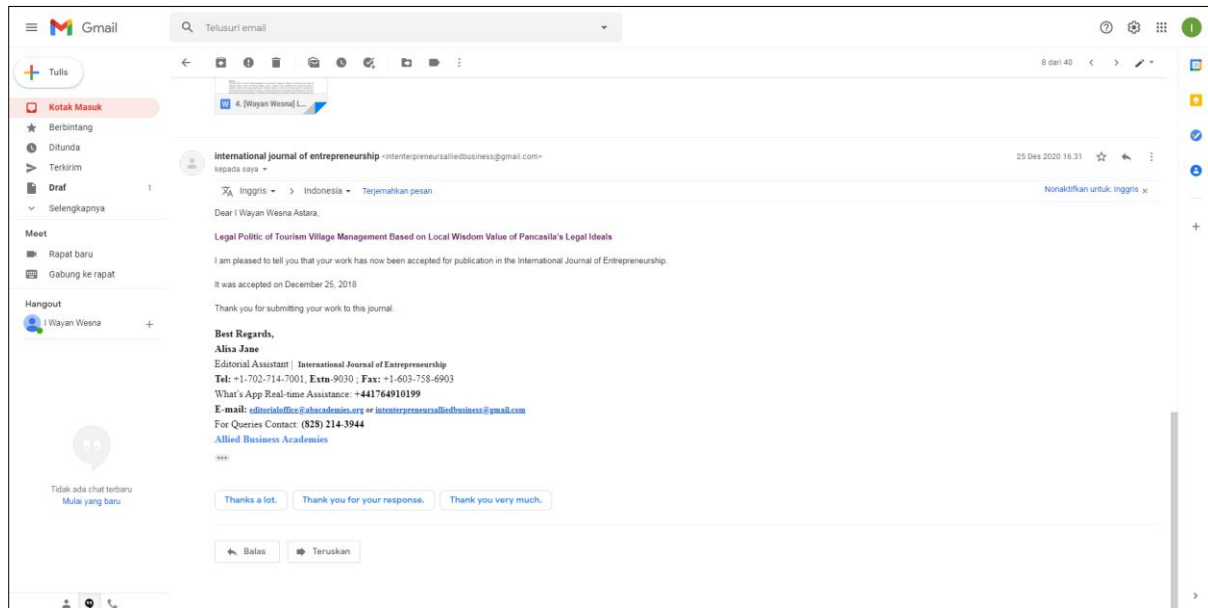 Gmail
Telusuri email
I
Tulis
8 dari 40
Kotak Masuk
Berbintang
Ditunda
Terkirim
Draf 1
Selengkapnya
Meet
Rapat baru
Gabung ke rapat
Hangout
I Wayan Wesna
Tidak ada chat terbaru
Mulai yang baru
W 4. [Wayan Wesna] L...
international journal of entrepreneurship <intenterpreneursalliedbusiness@gmail.com>
25 Des 2020 16.31
kepada saya
Inggris > Indonesia Terjemahkan pesan
Nonaktifkan untuk: Inggris x
Dear I Wayan Wesna Astara,
Legal Politic of Tourism Village Management Based on Local Wisdom Value of Pancasila's Legal Ideals
I am pleased to tell you that your work has now been accepted for publication in the International Journal of Entrepreneurship.
It was accepted on December 25, 2018
Thank you for submitting your work to this journal.
Best Regards,
Alisa Jane
Editorial Assistant | International Journal of Entrepreneurship
Tel: +1-702-714-7001, Extn-9030 ; Fax: +1-603-758-6903
What's App Real-time Assistance: +441764910199
E-mail: editorialoffice@abacademies.org or intenterpreneursalliedbusiness@gmail.com
For Queries Contact: (828) 214-3944
Allied Business Academies
Thanks a lot.
Thank you for your response.
Thank you very much.
Balas
Teruskan